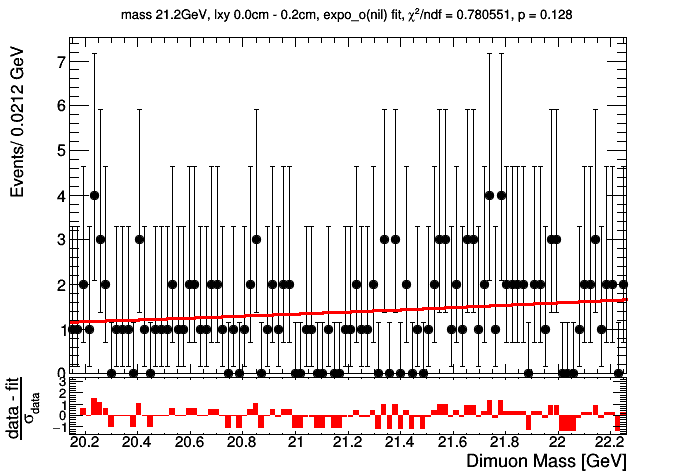 mass 21.2GeV, lxy 0.0cm - 0.2cm, expo_o(nil) fit, χ²/ndf = 0.780551, p = 0.128
Events/ 0.0212 GeV
7
6
5
4
3
2
1
0
data - fit
σdata
3
2
1
0
−1
20.2 20.4 20.6 20.8 21 21.2 21.4 21.6 21.8 22 22.2
Dimuon Mass [GeV]